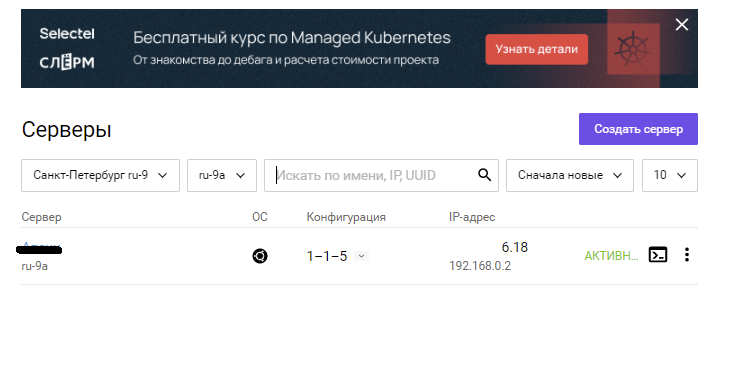 Selectel
СЛЁРМ
Бесплатный курс по Managed Kubernetes
От знакомства до дебага и расчета стоимости проекта
Узнать детали
Серверы
Создать сервер
Санкт-Петербург ru-9
ru-9a
Искать по имени, IP, UUID
Сначала новые
10
Сервер ОС Конфигурация IP-адрес
1–1–5 6.18 АКТИВН...
ru-9a 192.168.0.2